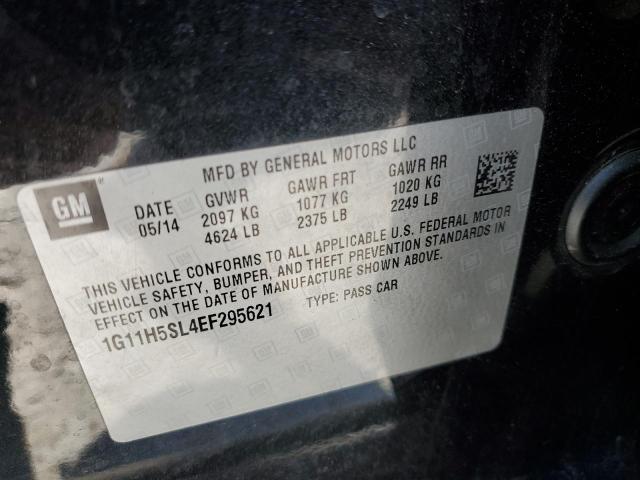 GM
MFD BY GENERAL MOTORS LLC
DATE GVWR GAWR FRT GAWR RR
05/14 2097 KG 1077 KG 1020 KG
4624 LB 2375 LB 2249 LB
THIS VEHICLE CONFORMS TO ALL APPLICABLE U.S. FEDERAL MOTOR
VEHICLE SAFETY, BUMPER, AND THEFT PREVENTION STANDARDS IN
EFFECT ON THE DATE OF MANUFACTURE SHOWN ABOVE.
1G11H5SL4EF295621 TYPE: PASS CAR